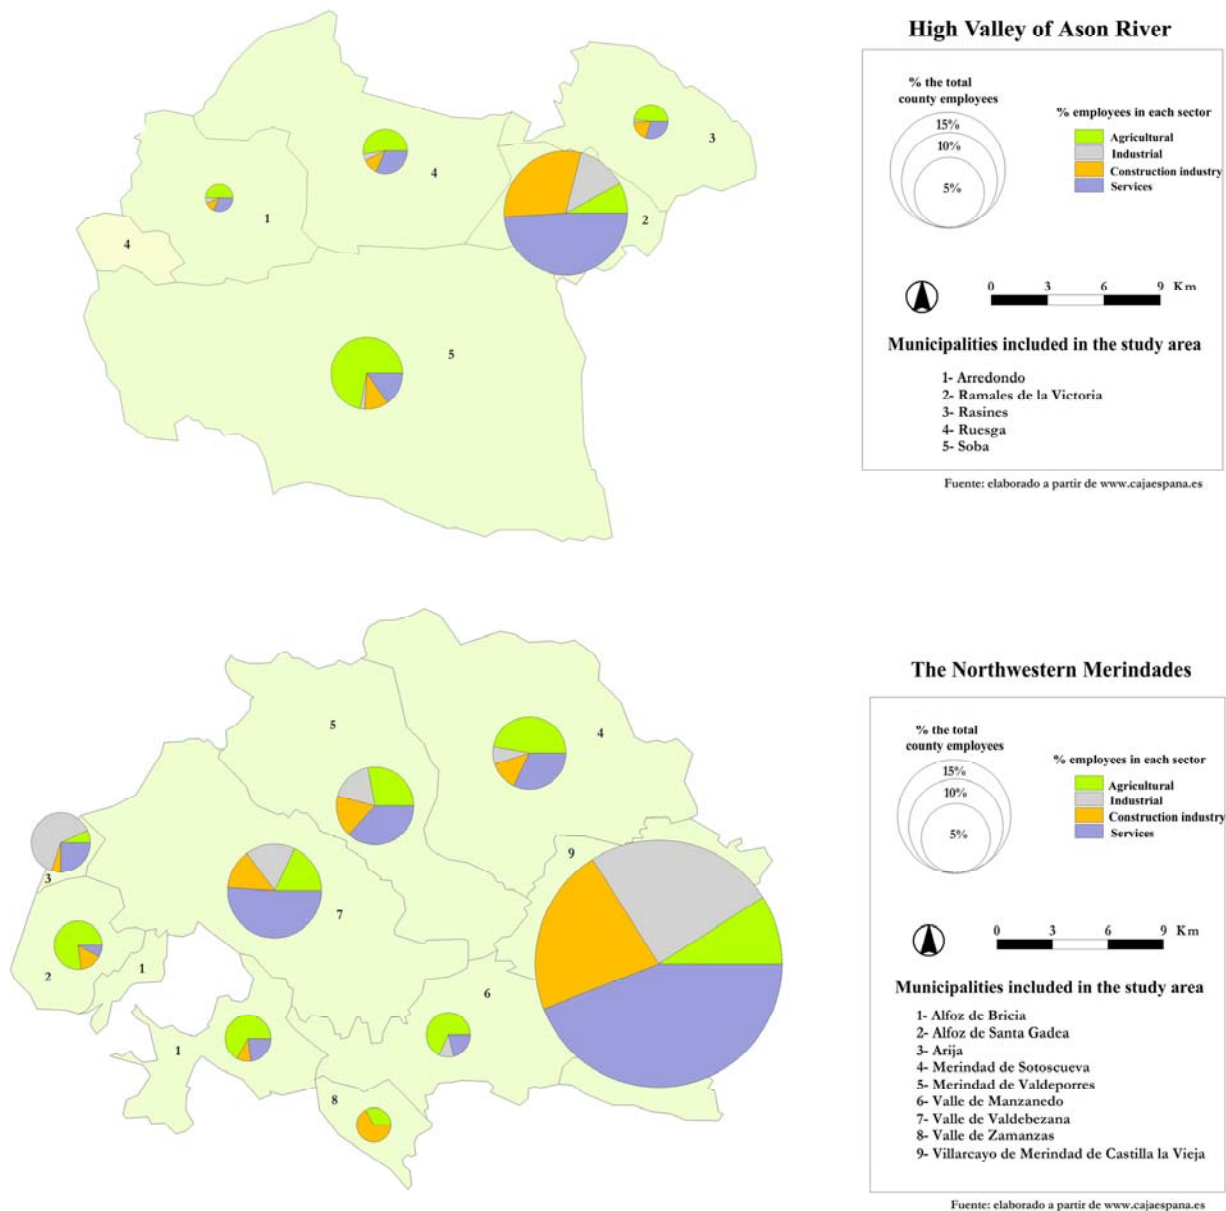 High Valley of Ason River
% the total
county employees
15%
10%
5%
% employees in each sector
Agricultural
Industrial
Construction industry
Services
0 3 6 9 Km
Municipalities included in the study area
1- Arredondo
2- Ramales de la Victoria
3- Rasines
4- Ruesga
5- Soba
Fuente: elaborado a partir de www.cajaespana.es
3
4
1
2
4
5
The Northwestern Merindades
% the total
county employees
15%
10%
5%
% employees in each sector
Agricultural
Industrial
Construction industry
Services
0 3 6 9 Km
Municipalities included in the study area
1- Alfoz de Bricia
2- Alfoz de Santa Gadea
3- Arija
4- Merindad de Sotoscueva
5- Merindad de Valdeporres
6- Valle de Manzanedo
7- Valle de Valdebezana
8- Valle de Zamanzas
9- Villarcayo de Merindad de Castilla la Vieja
Fuente: elaborado a partir de www.cajaespana.es
5
4
9
3
7
2
1
6
1
8